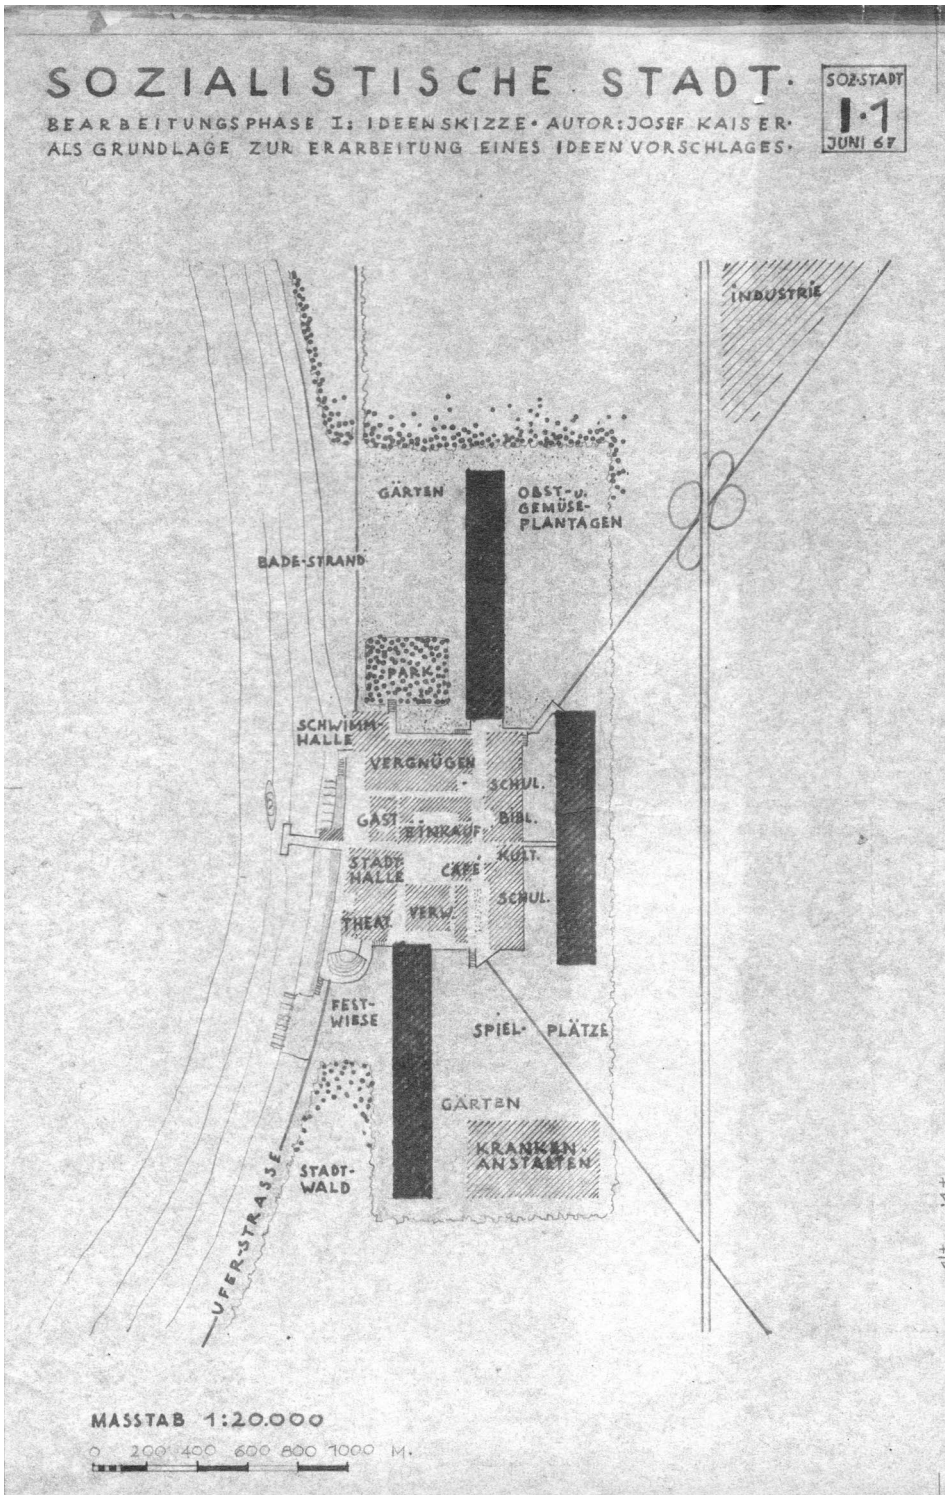 SOZIALISTISCHE STADT.
BEARBEITUNGSPHASE I: IDEENSKIZZE. AUTOR: JOSEF KAISER.
ALS GRUNDLAGE ZUR ERARBEITUNG EINES IDEENVORSCHLAGES.
SOZ-STADT
I.1
JUNI 67
INDUSTRIE
GÄRTEN
OBST- u.
GEMÜSE-
PLANTAGEN
BADE-STRAND
PARK
SCHWIMM-
HALLE
VERGNÜGEN
SCHUL.
GAST
EINKAUF
BIBL.
STADT
HALLE
CAFÉ
KULT.
SCHUL.
THEAT.
VERW.
FEST-
WIESE
SPIEL- PLÄTZE
GÄRTEN
KRANKEN-
ANSTALTEN
STADT-
WALD
UFER-STRASSE
MASSTAB 1:20.000
0 200 400 600 800 1000 M.